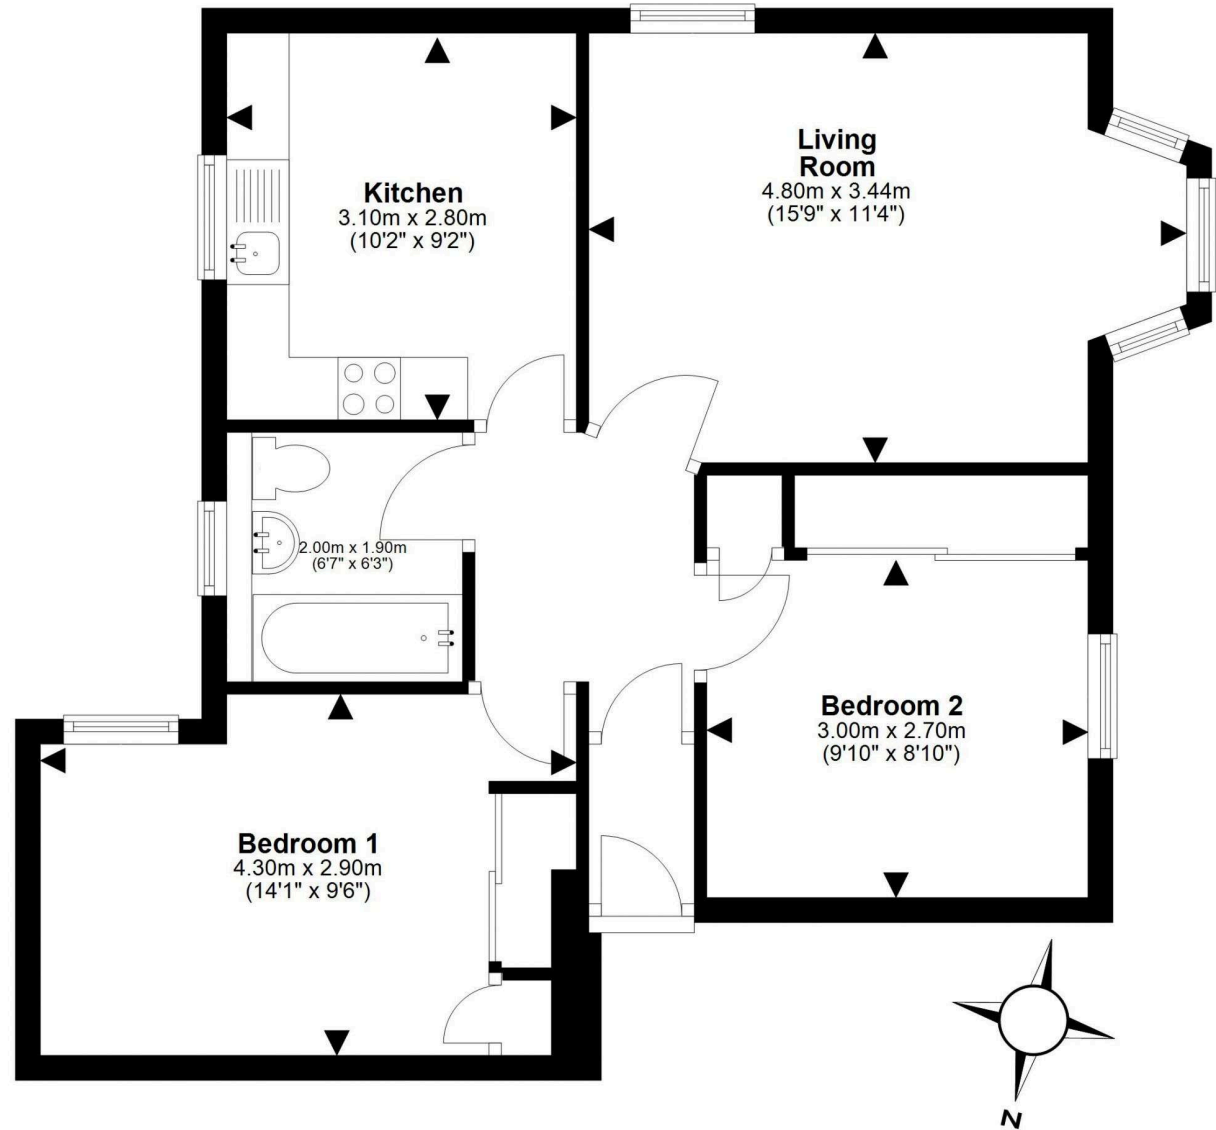 Kitchen
3.10m x 2.80m
(10'2" x 9'2")
Living
Room
4.80m x 3.44m
(15'9" x 11'4")
2.00m x 1.90m
(6'7" x 6'3")
Bedroom 2
3.00m x 2.70m
(9'10" x 8'10")
Bedroom 1
4.30m x 2.90m
(14'1" x 9'6")
N